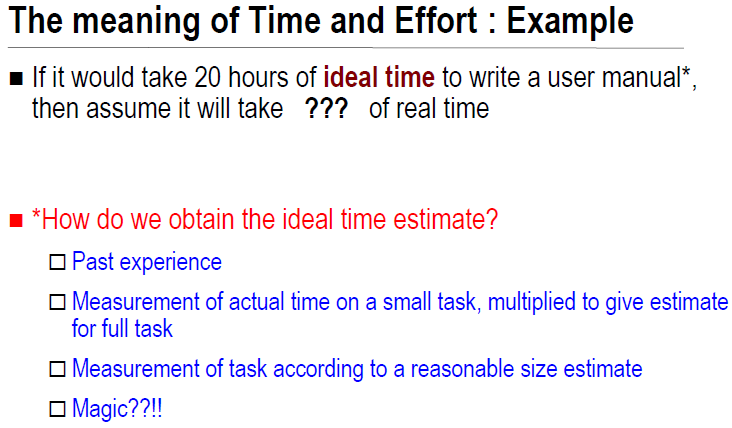 The meaning of Time and Effort : Example
If it would take 20 hours of ideal time to write a user manual*,
then assume it will take ??? of real time
*How do we obtain the ideal time estimate?
Past experience
Measurement of actual time on a small task, multiplied to give estimate
for full task
Measurement of task according to a reasonable size estimate
Magic??!!